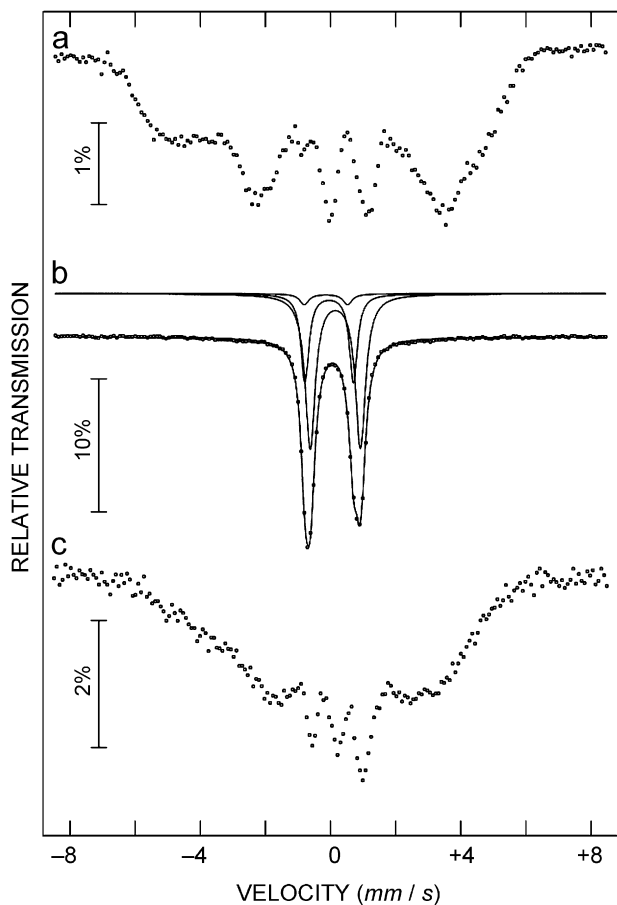 a
1%
b
10%
c
2%
RELATIVE TRANSMISSION
–8 –4 0 +4 +8
VELOCITY (mm / s)